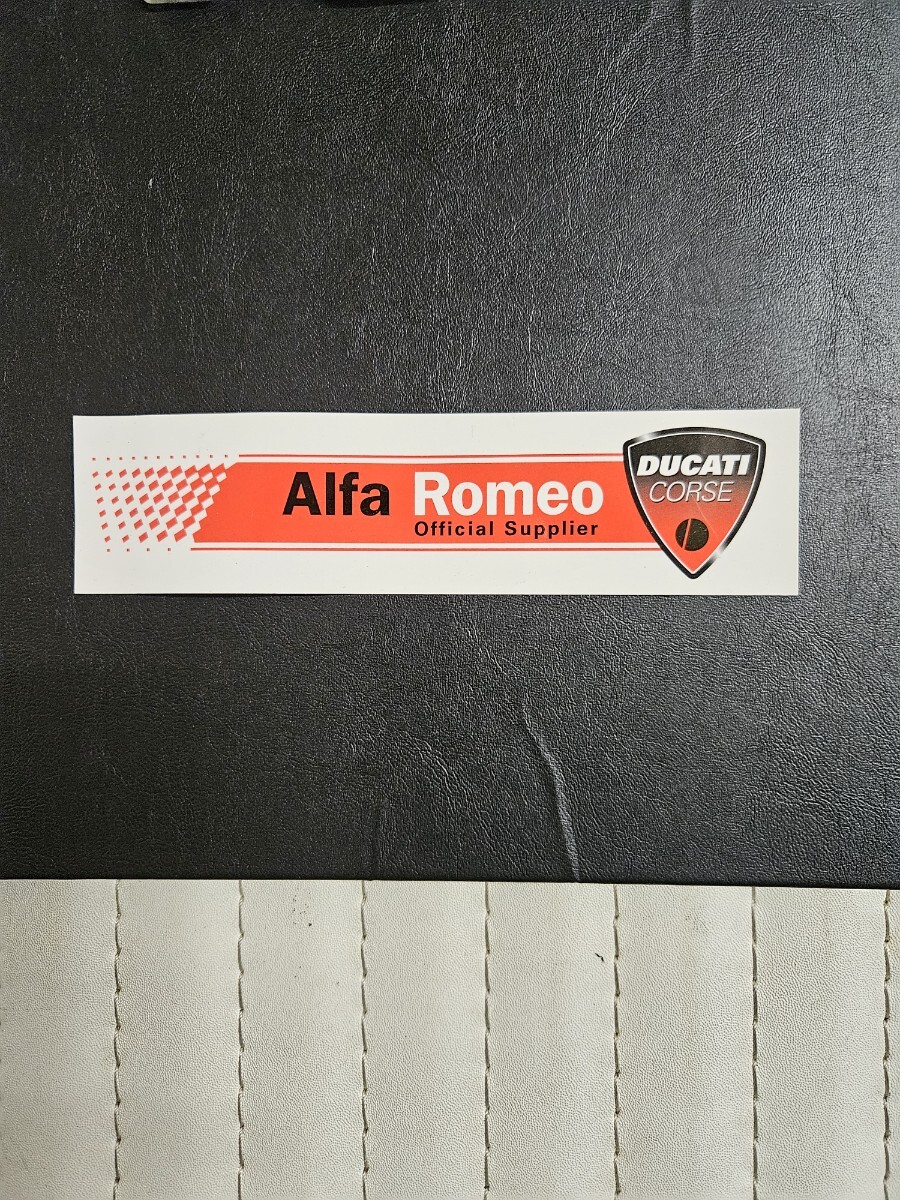 Alfa Romeo
Official Supplier
DUCATI
CORSE